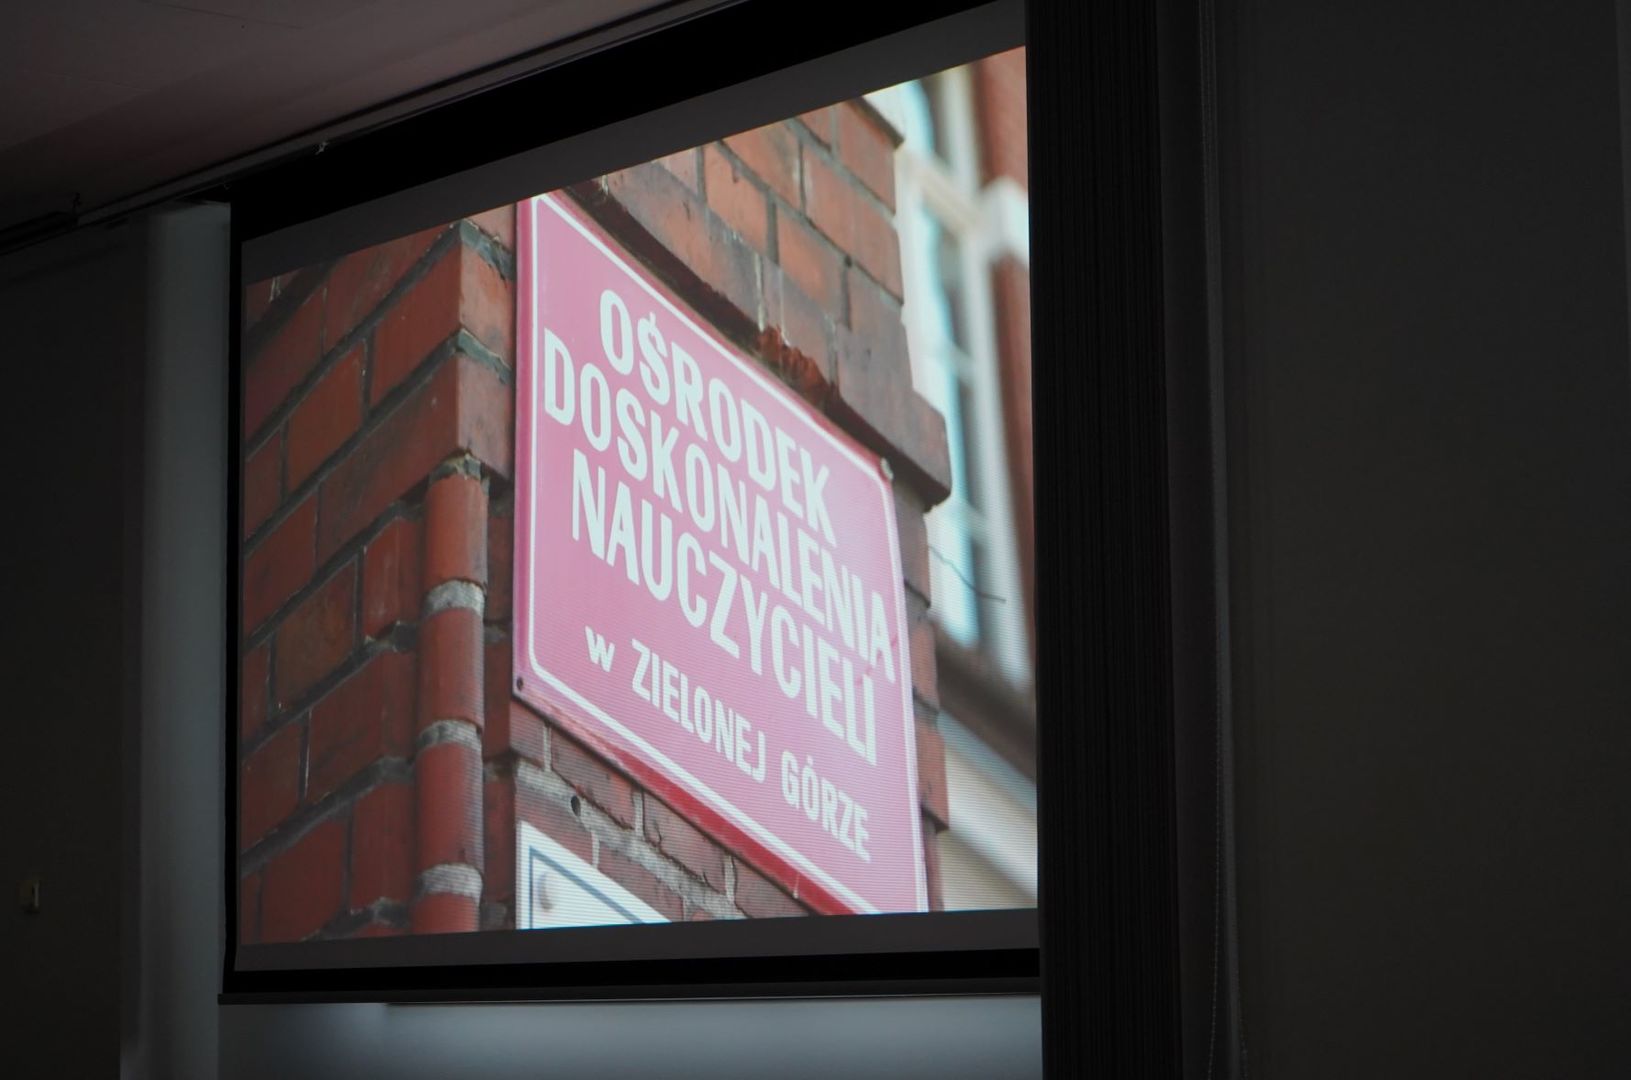 OŚRODEK
DOSKONALENIA
NAUCZYCIELI
w ZIELONEJ GÓRZE